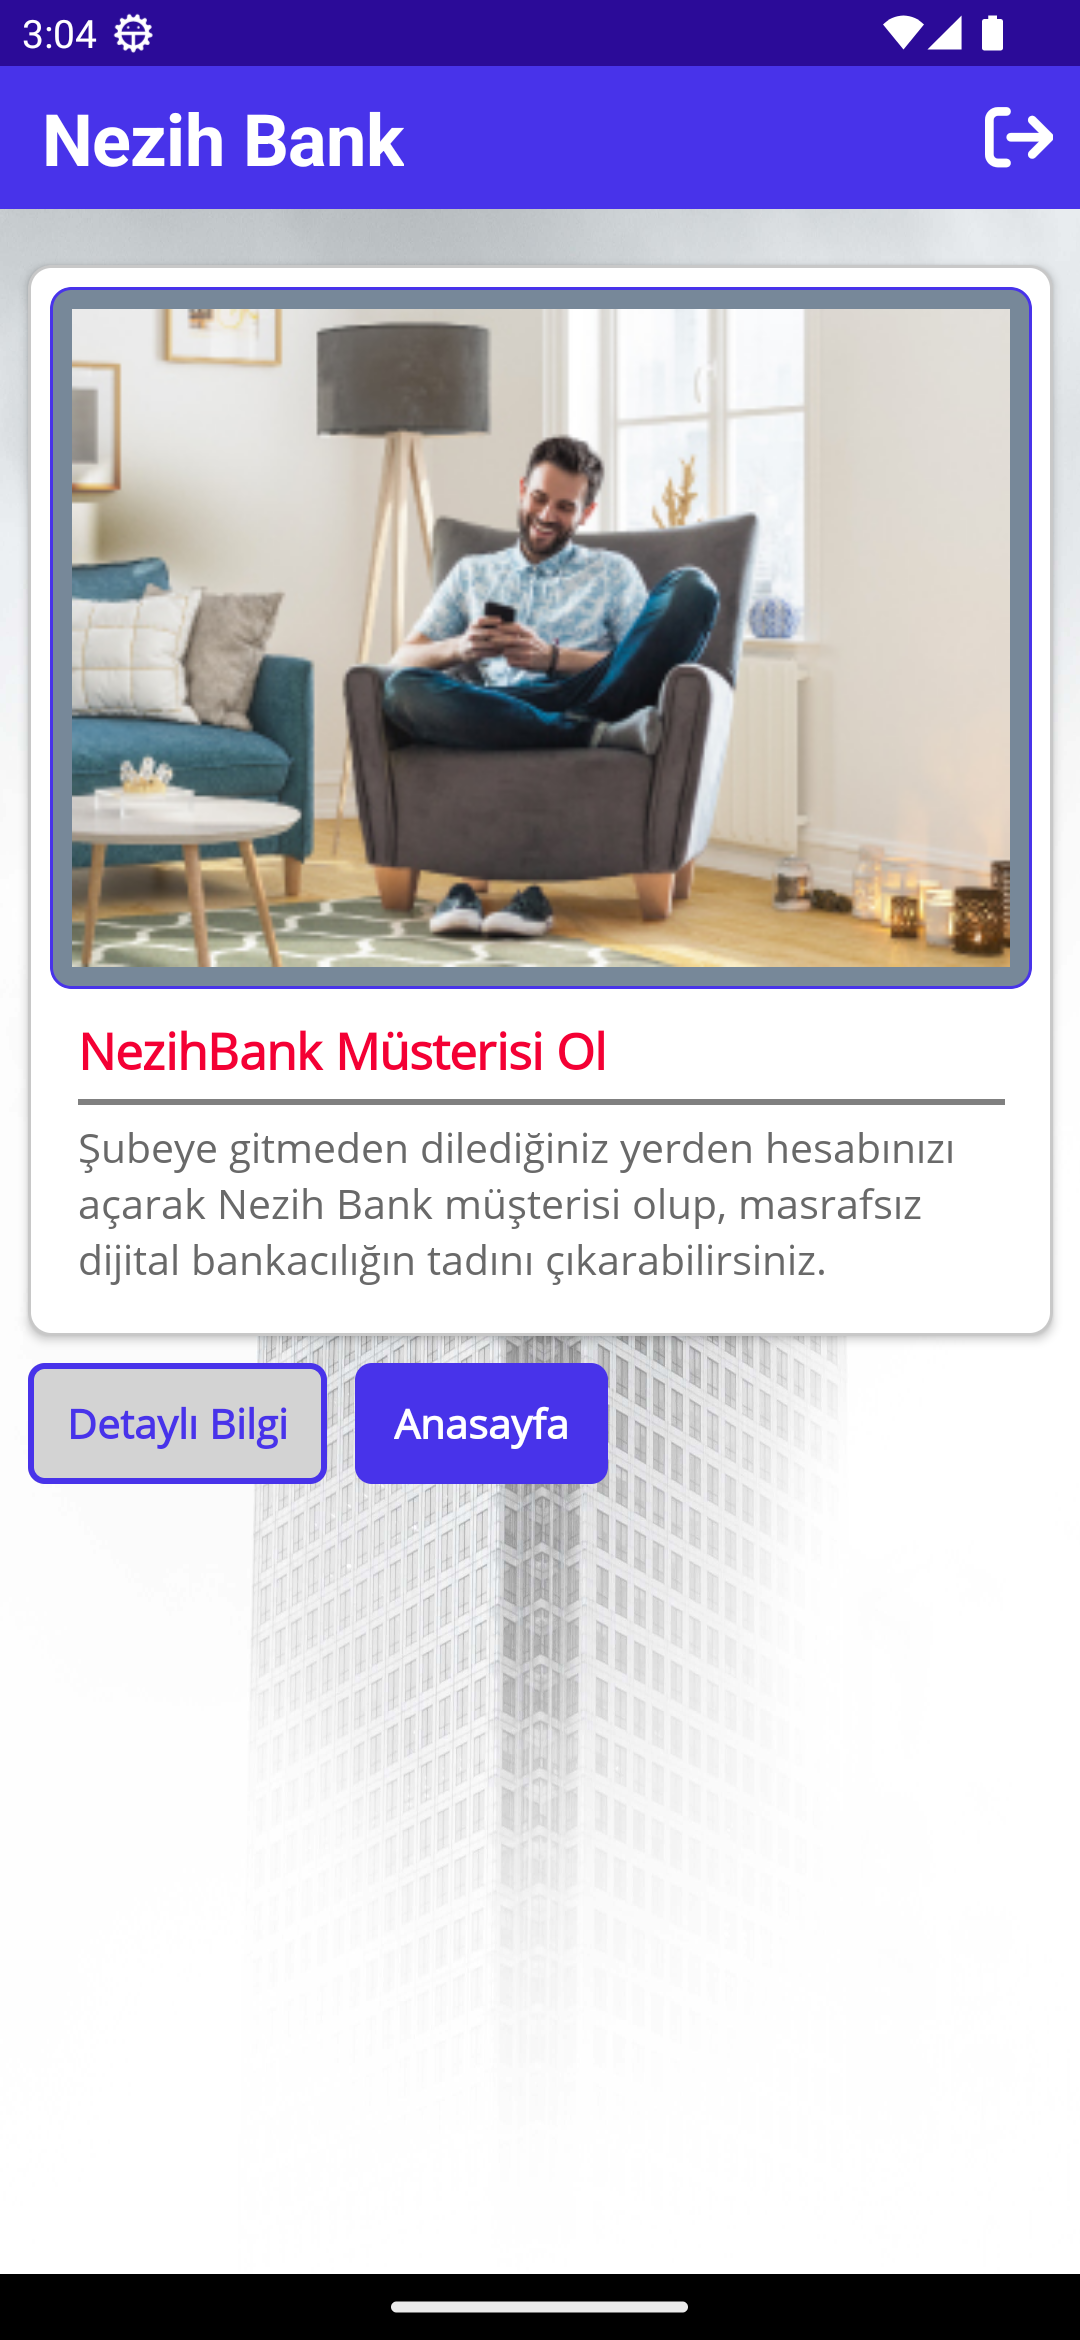 3:04
Nezih Bank
NezihBank Müsterisi Ol
Şubeye gitmeden dilediğiniz yerden hesabınızı
açarak Nezih Bank müşterisi olup, masrafsız
dijital bankacılığın tadını çıkarabilirsiniz.
Detaylı Bilgi
Anasayfa